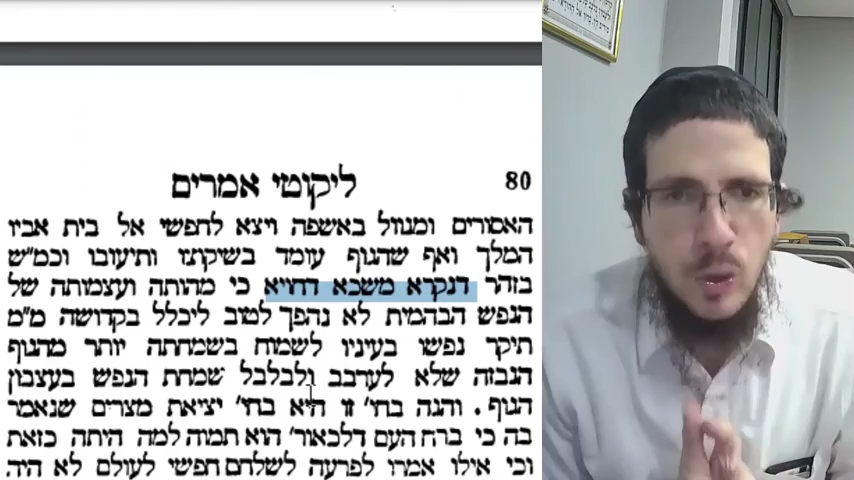 80
ליקוטי אמרים
האסורים ומנוול באשפה ויצא לחפשי אל בית אביו
המלך ואף שהגוף עומד בשיקוצו ותיעובו וכמ״ש
בזהר דנקרא משכא דחויא כי מהותה ועצמותה של
הנפש הבהמית לא נהפך לטוב ליכלל בקדושה מ״מ
תיקר נפשו בעיניו לשמוח בשמחתה יותר מהגוף
הנבזה שלא לערבב ולבלבל שמחת הנפש בעצבון
הגוף. והנה בחי׳ זו היא בחי׳ יציאת מצרים שנאמר
בה כי ברח העם דלכאור׳ הוא תמוה למה היתה כזאת
וכי אילו אמרו לפרעה לשלחם חפשי לעולם לא היה